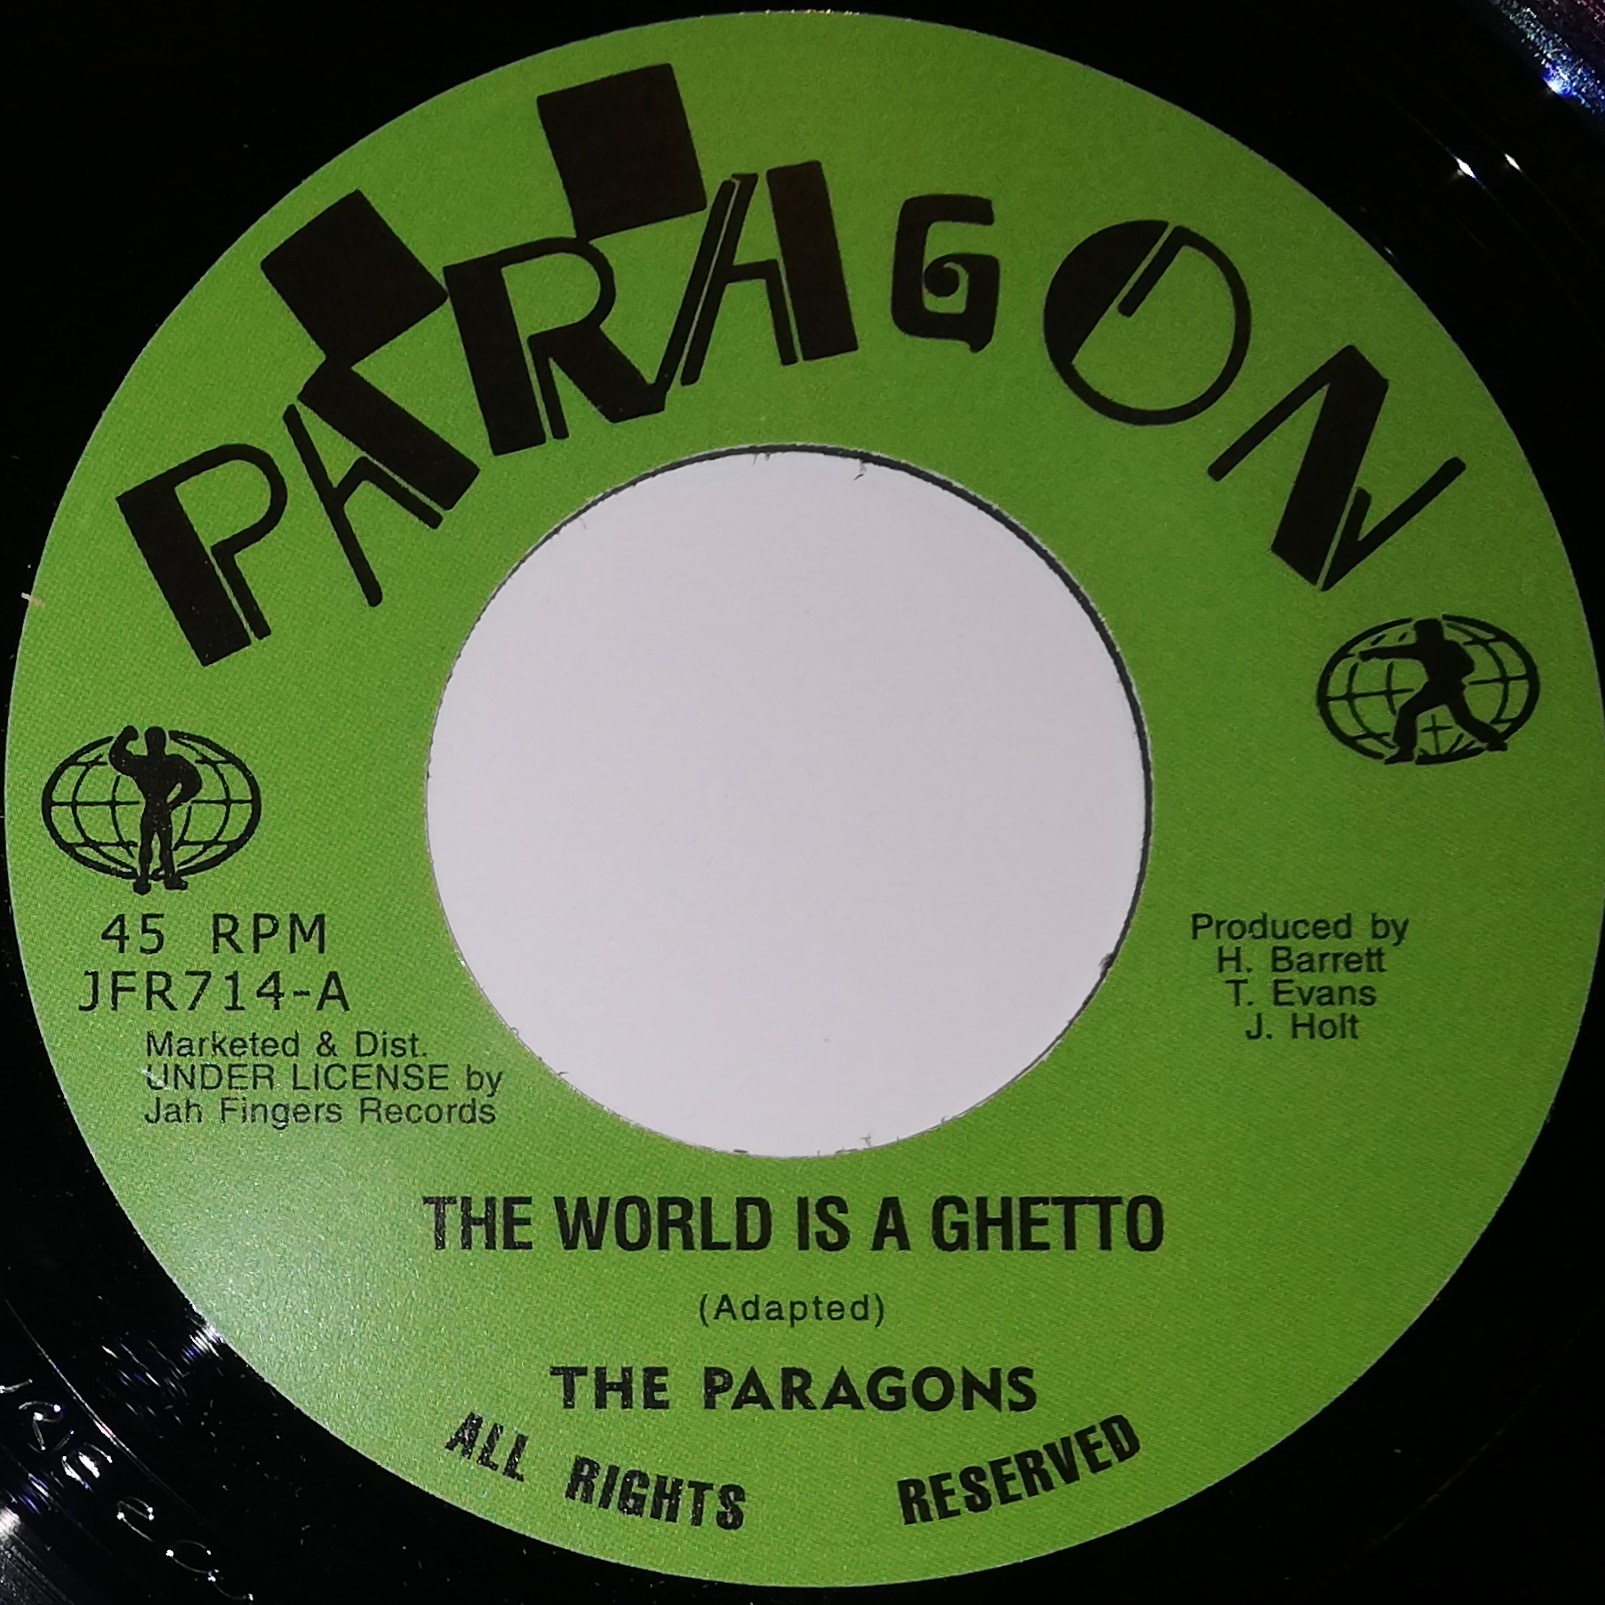 PARAGON
45 RPM
JFR714-A
Marketed & Dist.
UNDER LICENSE by
Jah Fingers Records
Produced by
H. Barrett
T. Evans
J. Holt
THE WORLD IS A GHETTO
(Adapted)
THE PARAGONS
ALL RIGHTS RESERVED